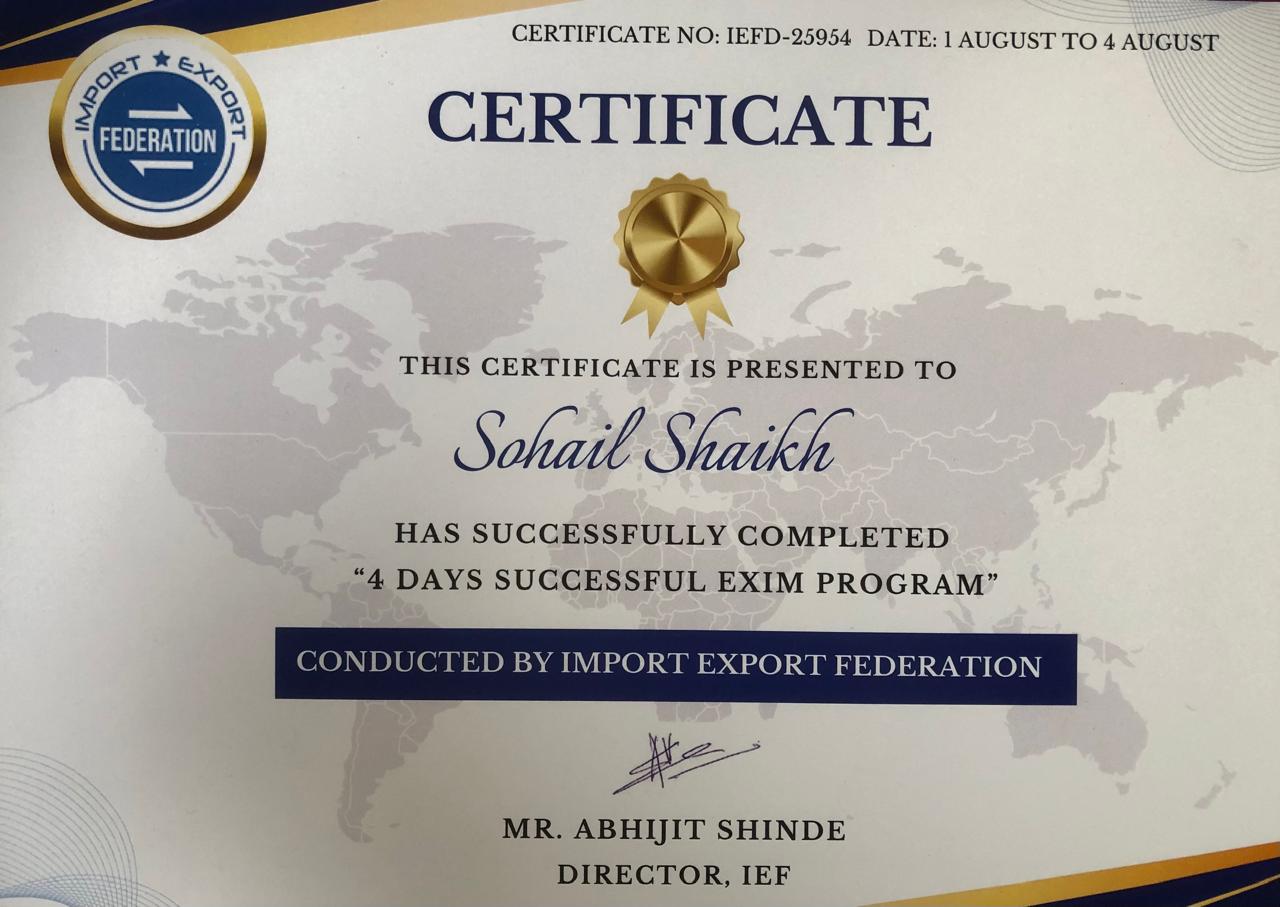 CERTIFICATE NO: IEFD-25954 DATE: 1 AUGUST TO 4 AUGUST
IMPORT ★ EXPORT
FEDERATION
CERTIFICATE
THIS CERTIFICATE IS PRESENTED TO
Sohail Shaikh
HAS SUCCESSFULLY COMPLETED
“4 DAYS SUCCESSFUL EXIM PROGRAM”
CONDUCTED BY IMPORT EXPORT FEDERATION
MR. ABHIJIT SHINDE
DIRECTOR, IEF